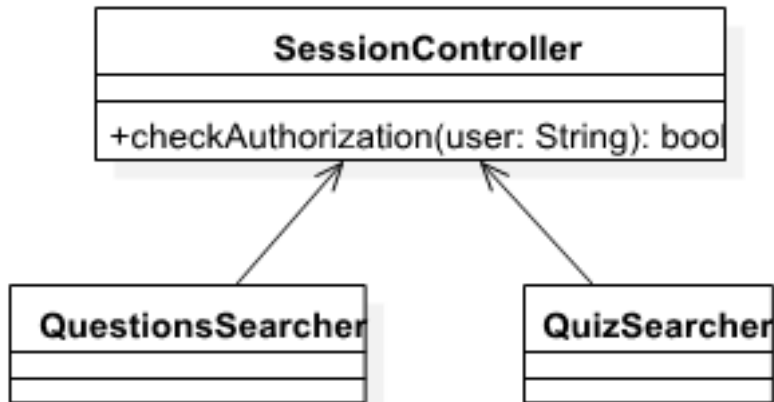 SessionController
+checkAuthorization(user: String): bool
QuestionsSearcher
QuizSearcher